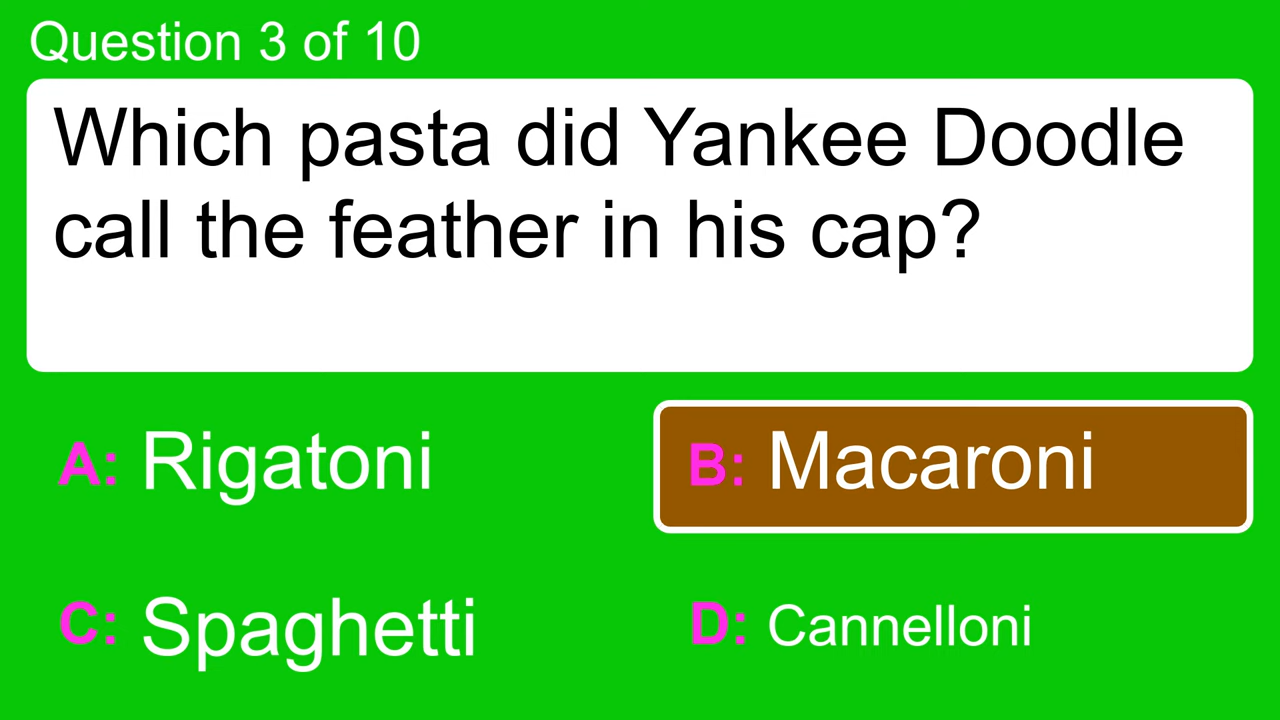 Question 3 of 10
Which pasta did Yankee Doodle
call the feather in his cap?
A: Rigatoni
B: Macaroni
C: Spaghetti
D: Cannelloni